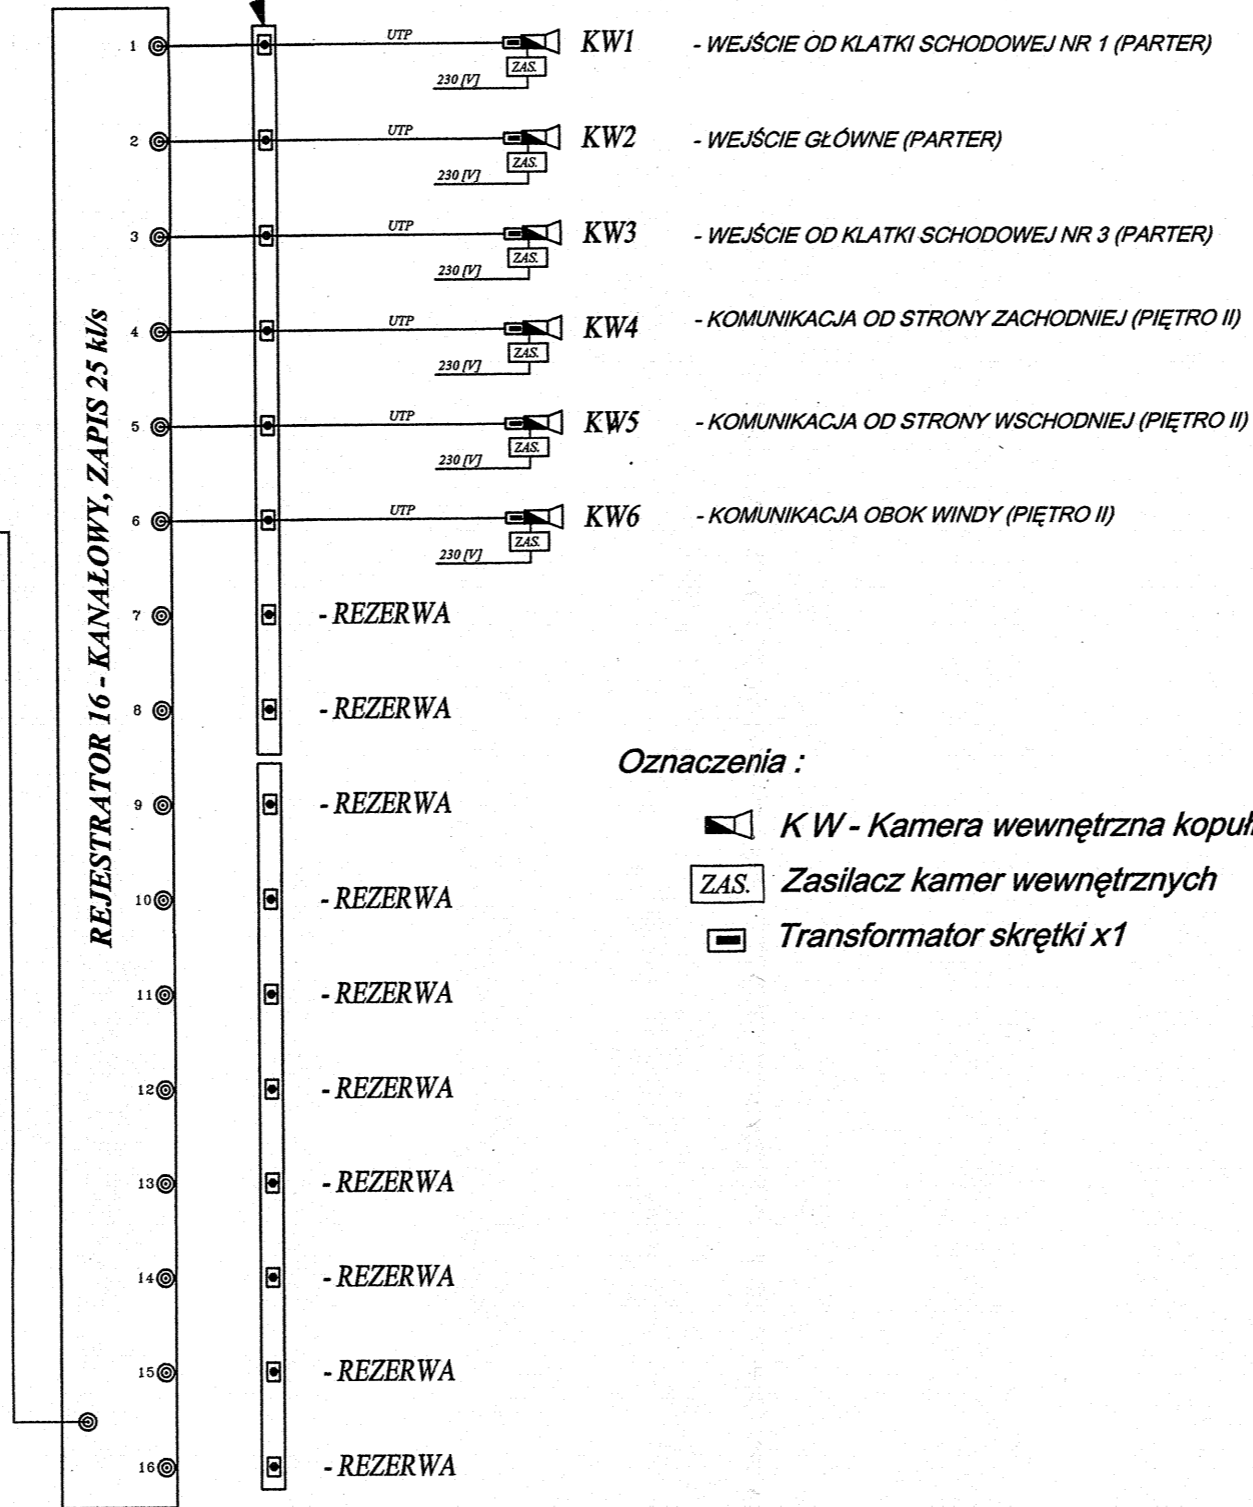 REJESTRATOR 16 - KANAŁOWY, ZAPIS 25 kl/s
1 UTP ZAS. 230 [V] KW1 - WEJŚCIE OD KLATKI SCHODOWEJ NR 1 (PARTER)
2 UTP ZAS. 230 [V] KW2 - WEJŚCIE GŁÓWNE (PARTER)
3 UTP ZAS. 230 [V] KW3 - WEJŚCIE OD KLATKI SCHODOWEJ NR 3 (PARTER)
4 UTP ZAS. 230 [V] KW4 - KOMUNIKACJA OD STRONY ZACHODNIEJ (PIĘTRO II)
5 UTP ZAS. 230 [V] KW5 - KOMUNIKACJA OD STRONY WSCHODNIEJ (PIĘTRO II)
6 UTP ZAS. 230 [V] KW6 - KOMUNIKACJA OBOK WINDY (PIĘTRO II)
7 - REZERWA
8 - REZERWA
9 - REZERWA
10 - REZERWA
11 - REZERWA
12 - REZERWA
13 - REZERWA
14 - REZERWA
15 - REZERWA
16 - REZERWA
Oznaczenia :
KW - Kamera wewnętrzna
ZAS. Zasilacz kamer wewnętrznych
Transformator skrętki x1